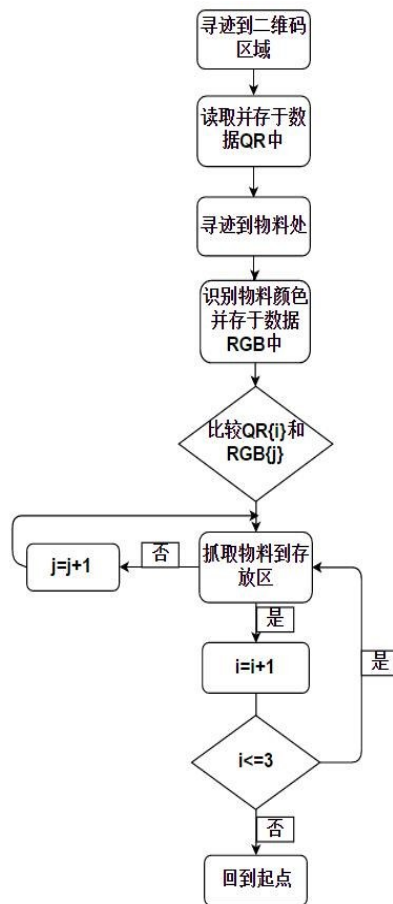 寻迹到二维码
区域
读取并存于数
据QR中
寻迹到物料处
识别物料颜色
并存于数据
RGB中
比较QR{i}和
RGB{j}
抓取物料到存
放区
否
j=j+1
是
i=i+1
是
i<=3
否
回到起点